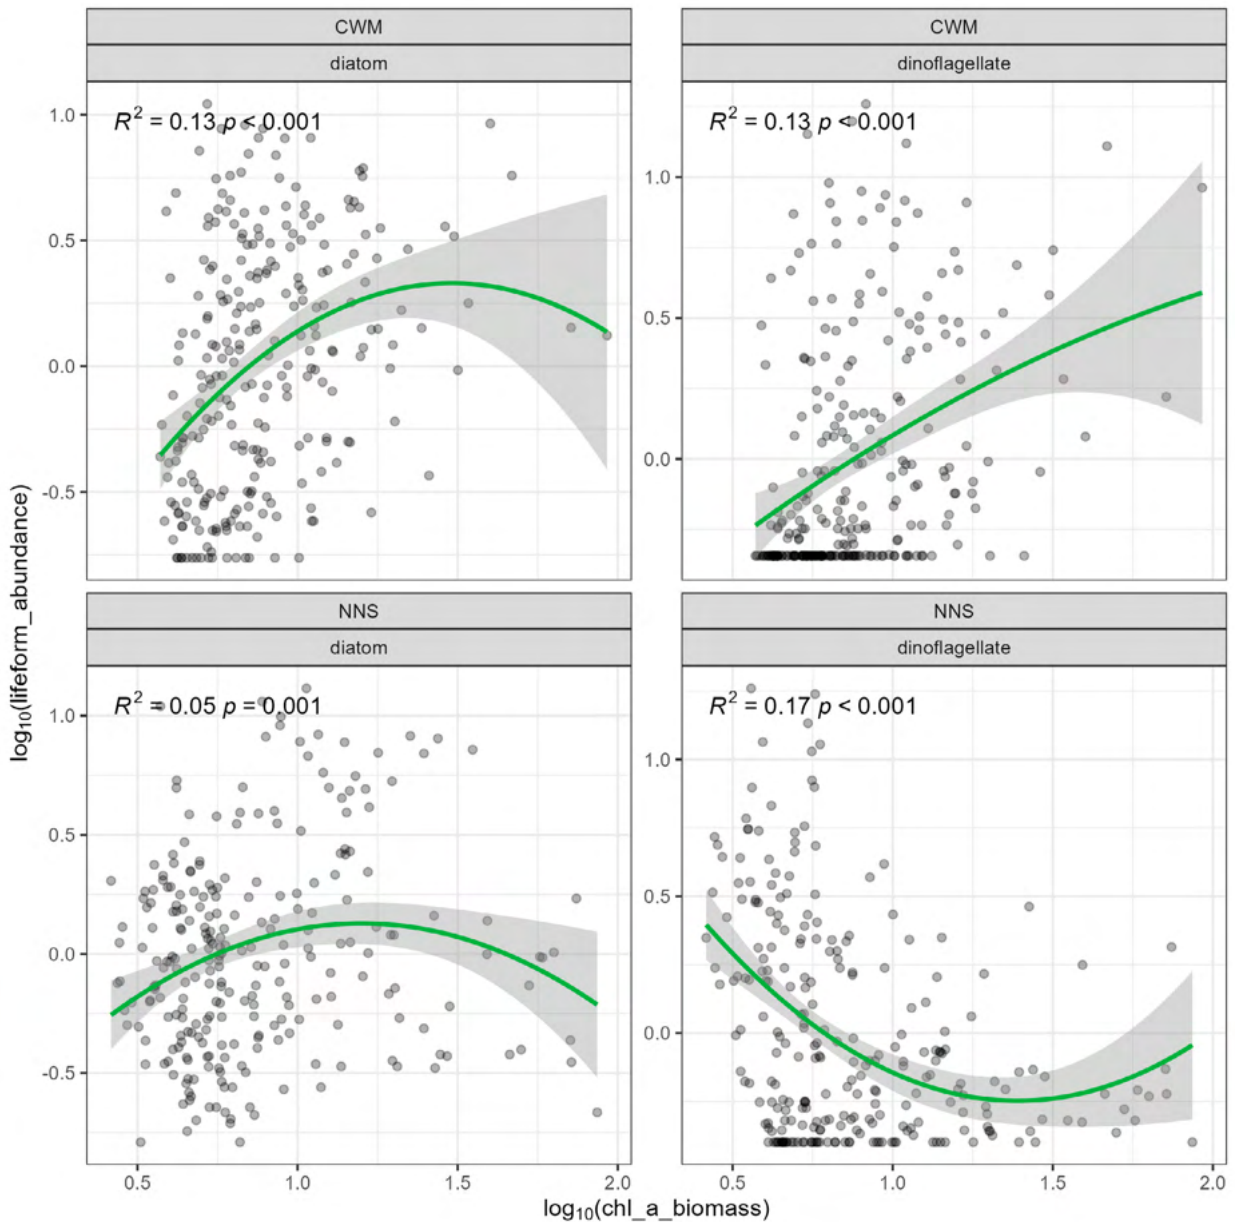 CWM
diatom
R² = 0.13 p < 0.001
1.0
0.5
0.0
-0.5
CWM
dinoflagellate
R² = 0.13 p < 0.001
1.0
0.5
0.0
NNS
diatom
R² = 0.05 p = 0.001
1.0
0.5
0.0
-0.5
0.5 1.0 1.5 2.0
NNS
dinoflagellate
R² = 0.17 p < 0.001
1.0
0.5
0.0
0.5 1.0 1.5 2.0
log₁₀(lifeform_abundance)
log₁₀(chl_a_biomass)